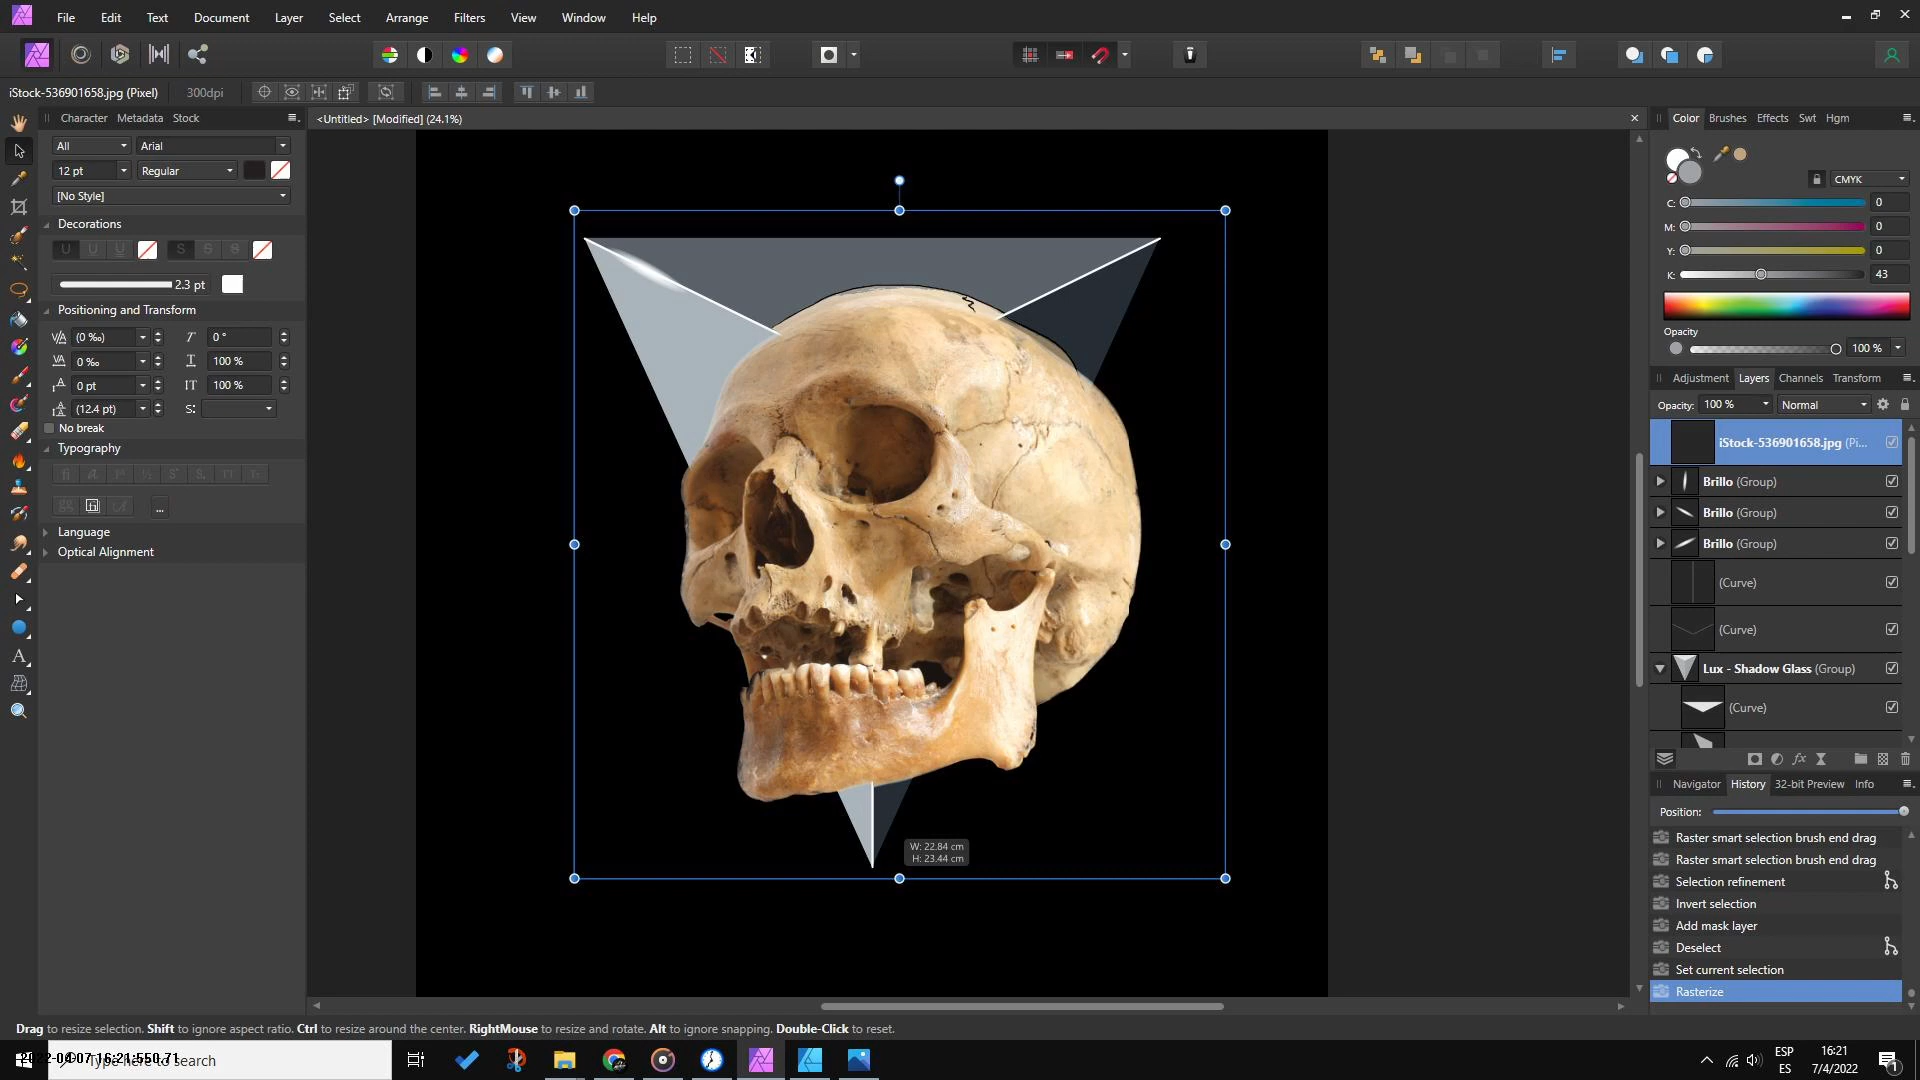 File Edit Text Document Layer Select Arrange Filters View Window Help
iStock-536901658.jpg (Pixel) 300dpi
Character Metadata Stock
<Untitled> [Modified] (24.1%)
All Arial
12 pt Regular
[No Style]
Decorations
U U U S S S
2.3 pt
Positioning and Transform
(0 ‰) 0 °
0 ‰ 100 %
0 pt 100 %
(12.4 pt) S:
No break
Typography
...
Language
Optical Alignment
W: 22.84 cm
H: 23.44 cm
Color Brushes Effects Swt Hgm
CMYK
C: 0
M: 0
Y: 0
K: 43
Opacity
100 %
Adjustment Layers Channels Transform
Opacity: 100 % Normal
iStock-536901658.jpg (Pi...
Brillo (Group)
Brillo (Group)
Brillo (Group)
(Curve)
(Curve)
Lux - Shadow Glass (Group)
(Curve)
Navigator History 32-bit Preview Info
Position:
Raster smart selection brush end drag
Raster smart selection brush end drag
Selection refinement
Invert selection
Add mask layer
Deselect
Set current selection
Rasterize
Drag to resize selection. Shift to ignore aspect ratio. Ctrl to resize around the center. RightMouse to resize and rotate. Alt to ignore snapping. Double-Click to reset.
2022-04-07 16:21:550.71
Type here to search
ESP
ES
16:21
7/4/2022
1